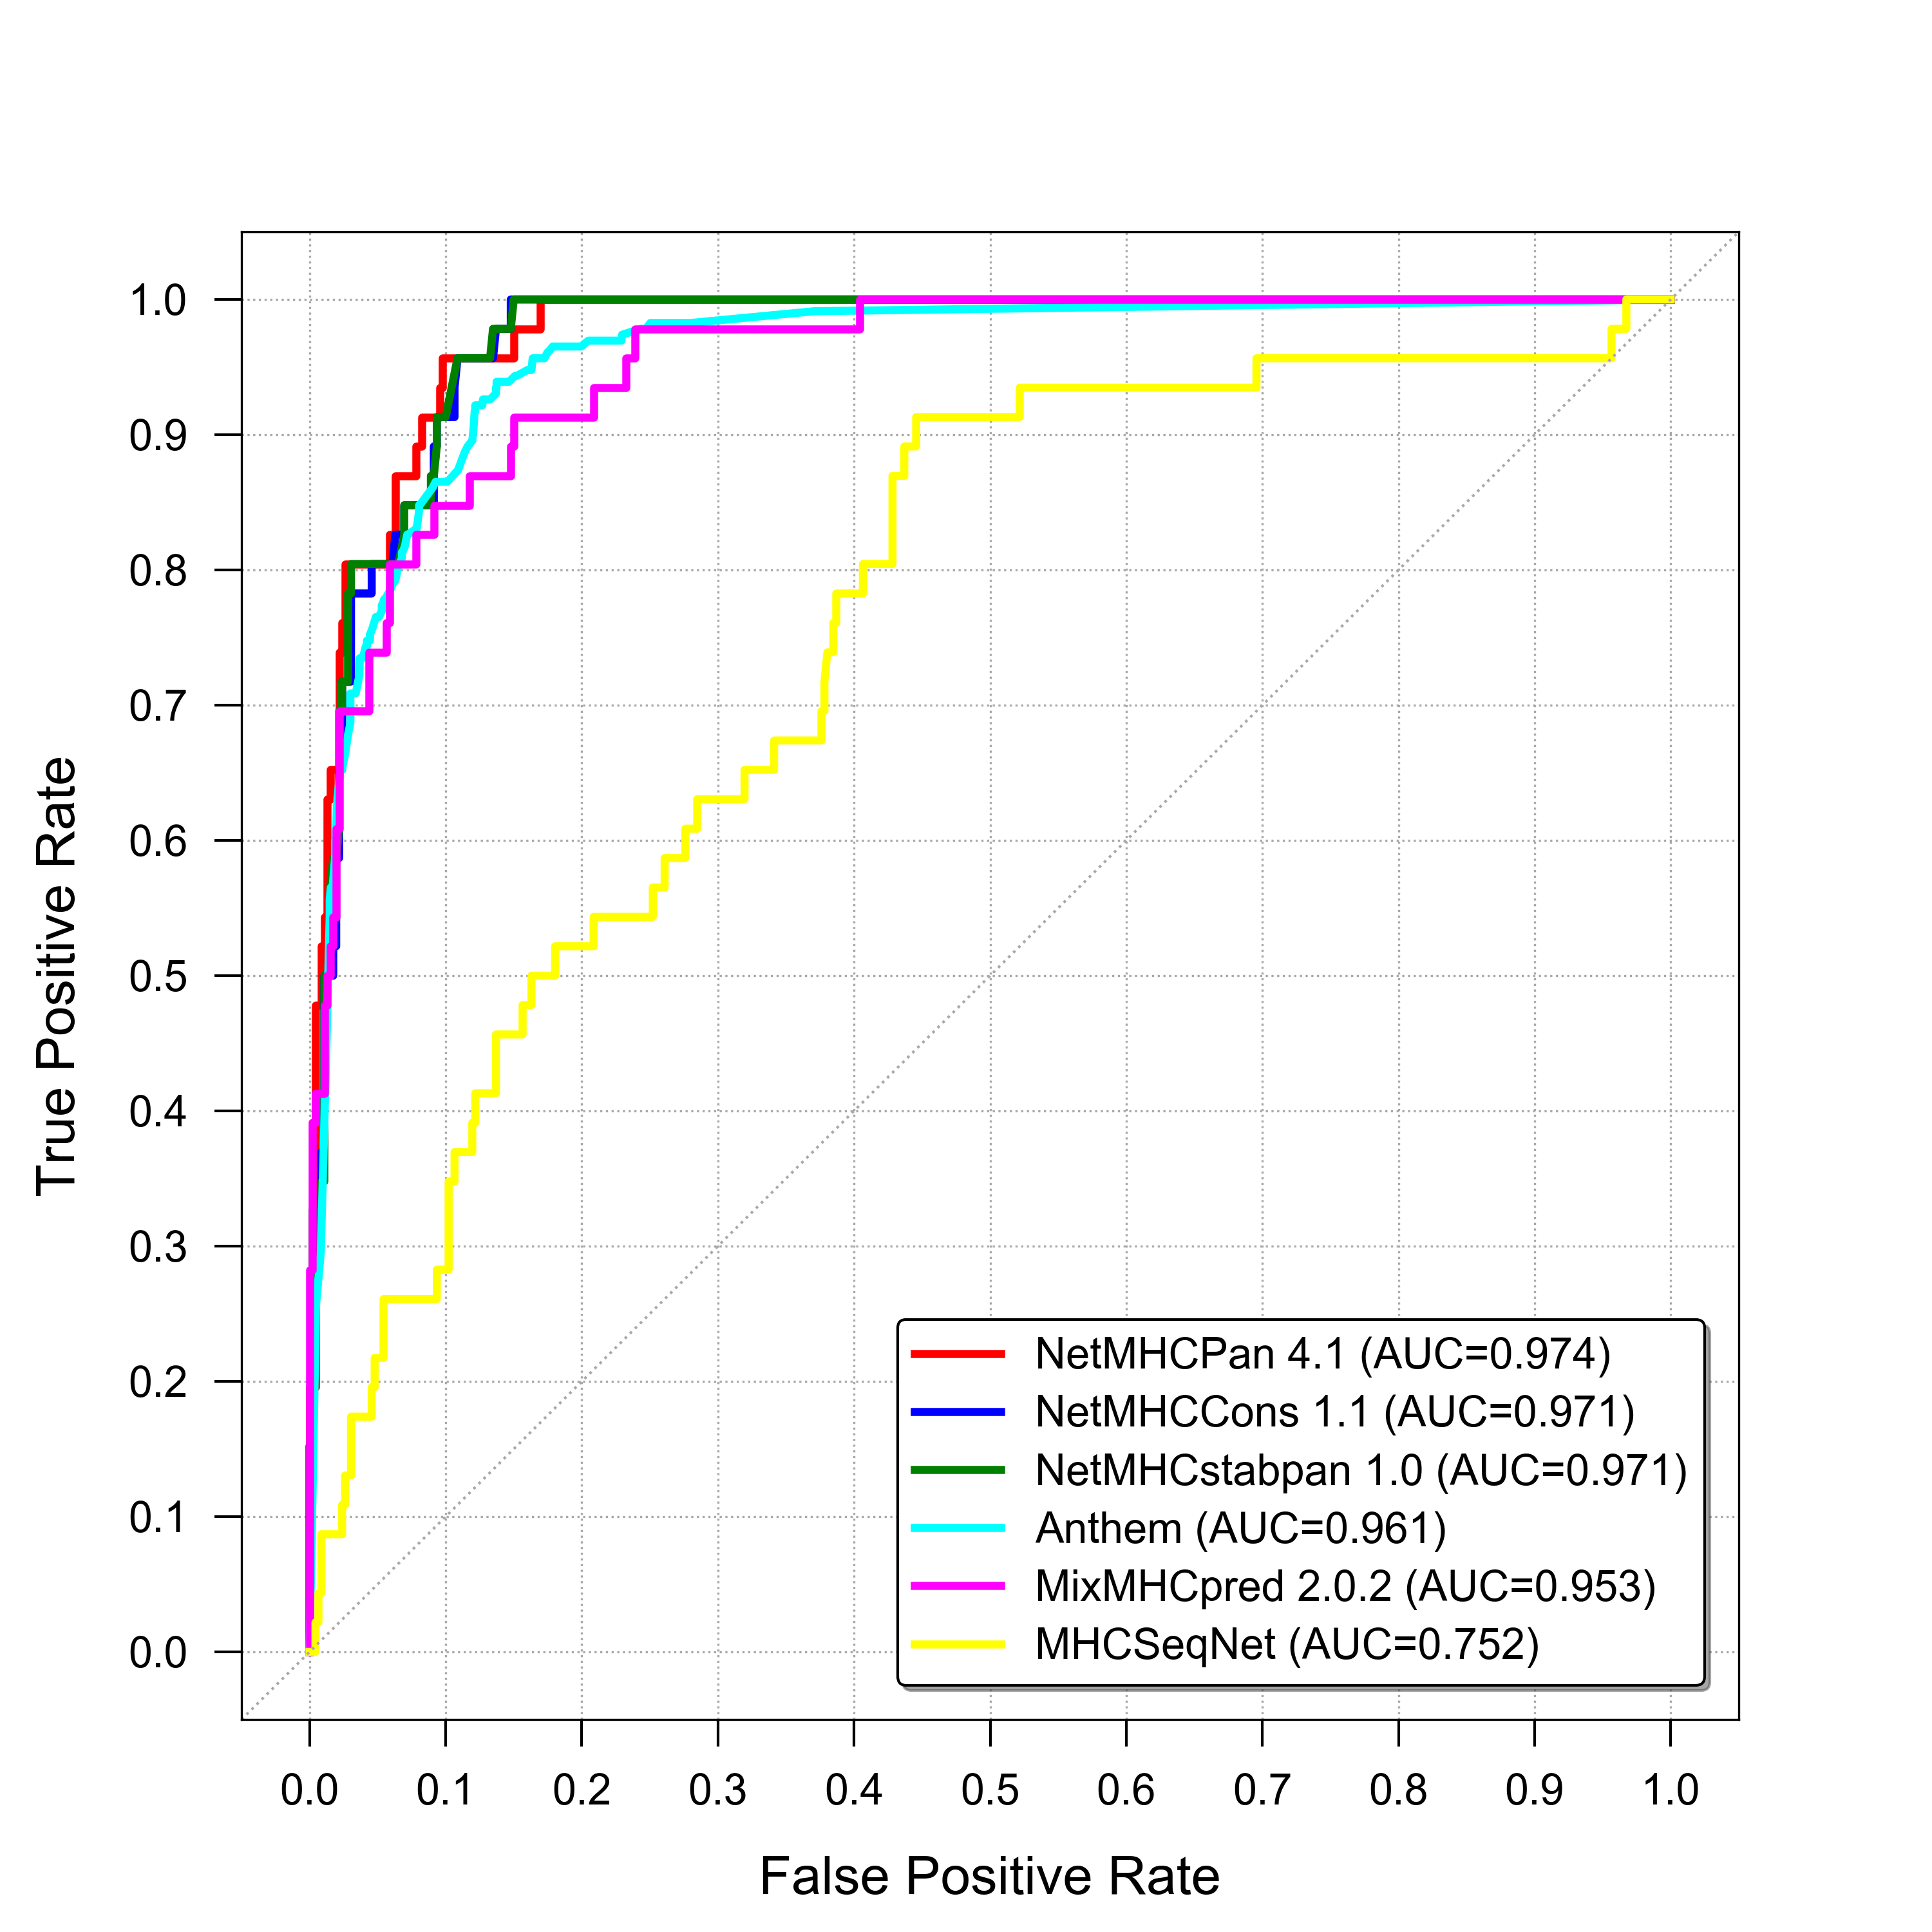 1.0
0.9
0.8
0.7
0.6
0.5
0.4
0.3
0.2
0.1
0.0
True Positive Rate
NetMHCPan 4.1 (AUC=0.974)
NetMHCCons 1.1 (AUC=0.971)
NetMHCstabpan 1.0 (AUC=0.971)
Anthem (AUC=0.961)
MixMHCpred 2.0.2 (AUC=0.953)
MHCSeqNet (AUC=0.752)
0.0 0.1 0.2 0.3 0.4 0.5 0.6 0.7 0.8 0.9 1.0
False Positive Rate